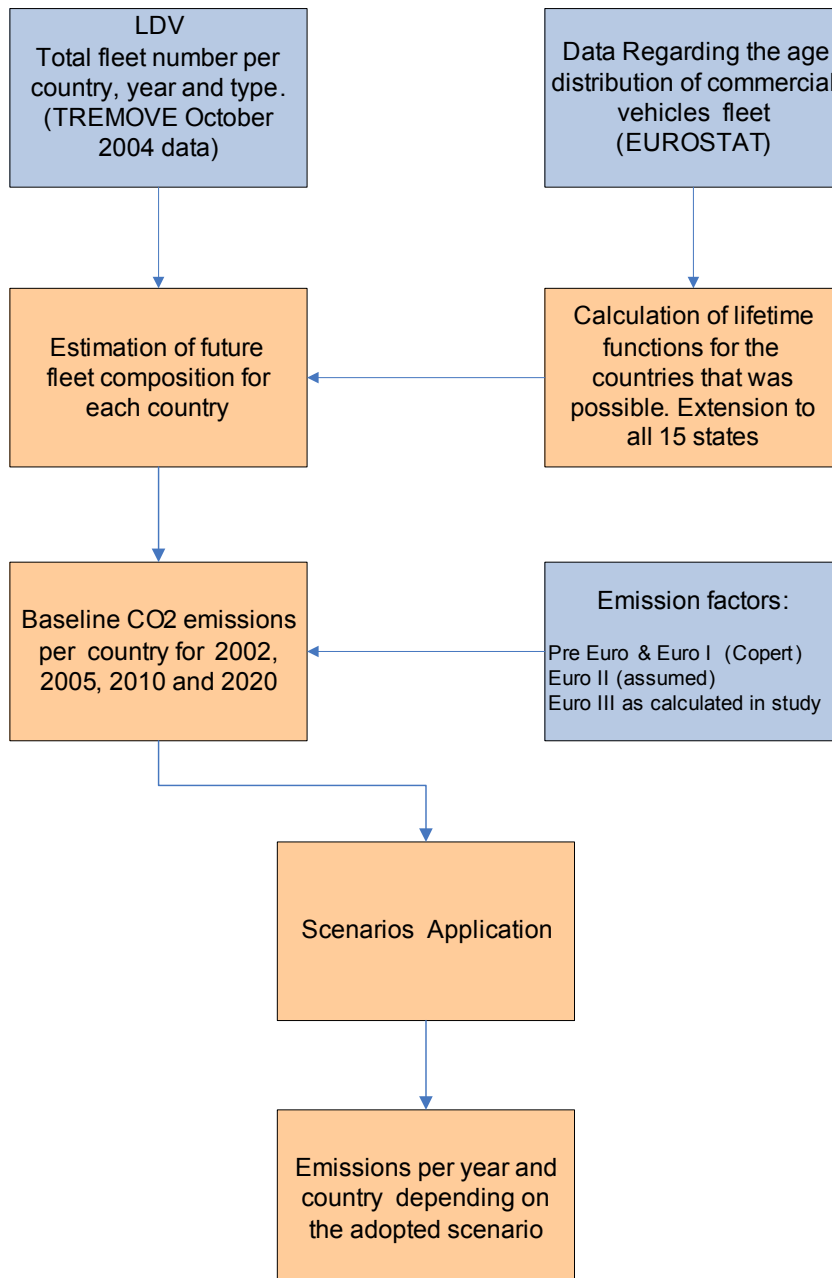 LDV
Total fleet number per
country, year and type.
(TREMOVE October
2004 data)
Data Regarding the age
distribution of commercial
vehicles fleet
(EUROSTAT)
Estimation of future
fleet composition for
each country
Calculation of lifetime
functions for the
countries that was
possible. Extension to
all 15 states
Baseline CO2 emissions
per country for 2002,
2005, 2010 and 2020
Emission factors:
Pre Euro & Euro I (Copert)
Euro II (assumed)
Euro III as calculated in study
Scenarios Application
Emissions per year and
country depending on
the adopted scenario